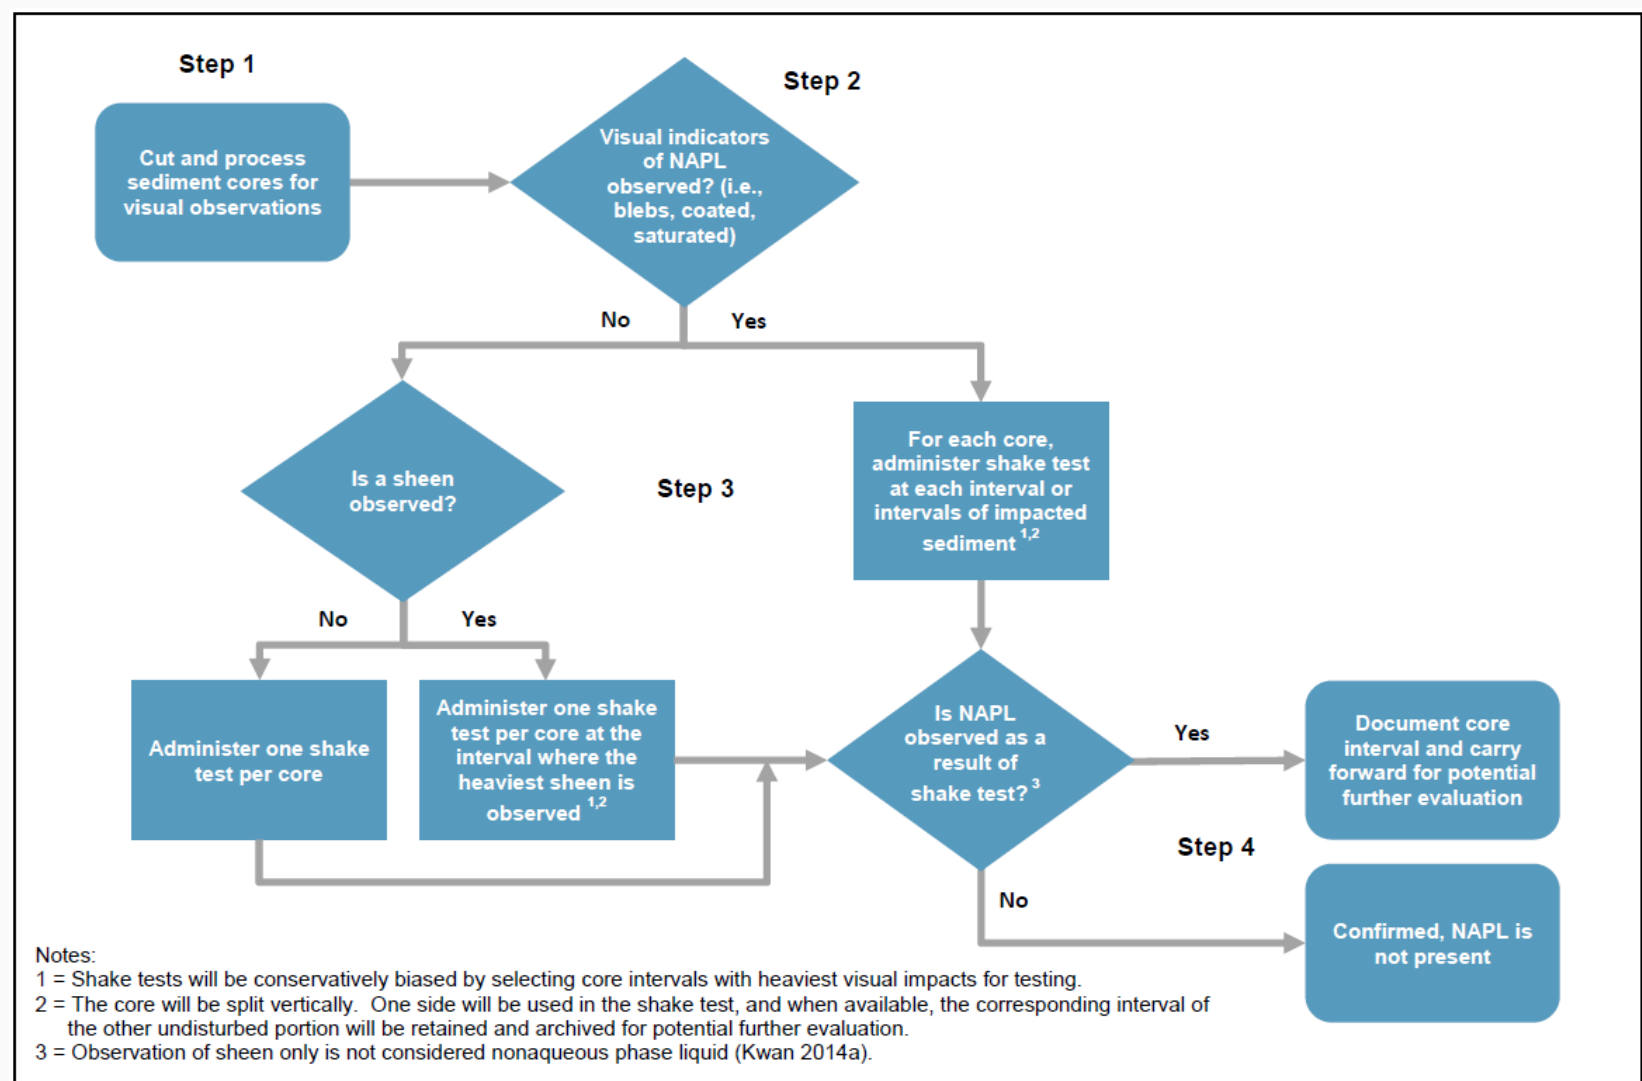 Step 1
Cut and process
sediment cores for
visual observations
Step 2
Visual indicators
of NAPL
observed? (i.e.,
blebs, coated,
saturated)
No
Yes
Is a sheen
observed?
Step 3
For each core,
administer shake test
at each interval or
intervals of impacted
sediment 1,2
No
Yes
Administer one shake
test per core
Administer one shake
test per core at the
interval where the
heaviest sheen is
observed 1,2
Is NAPL
observed as a
result of
shake test? 3
Yes
Document core
interval and carry
forward for potential
further evaluation
Step 4
No
Confirmed, NAPL is
not present
Notes:
1 = Shake tests will be conservatively biased by selecting core intervals with heaviest visual impacts for testing.
2 = The core will be split vertically.  One side will be used in the shake test, and when available, the corresponding interval of
the other undisturbed portion will be retained and archived for potential further evaluation.
3 = Observation of sheen only is not considered nonaqueous phase liquid (Kwan 2014a).